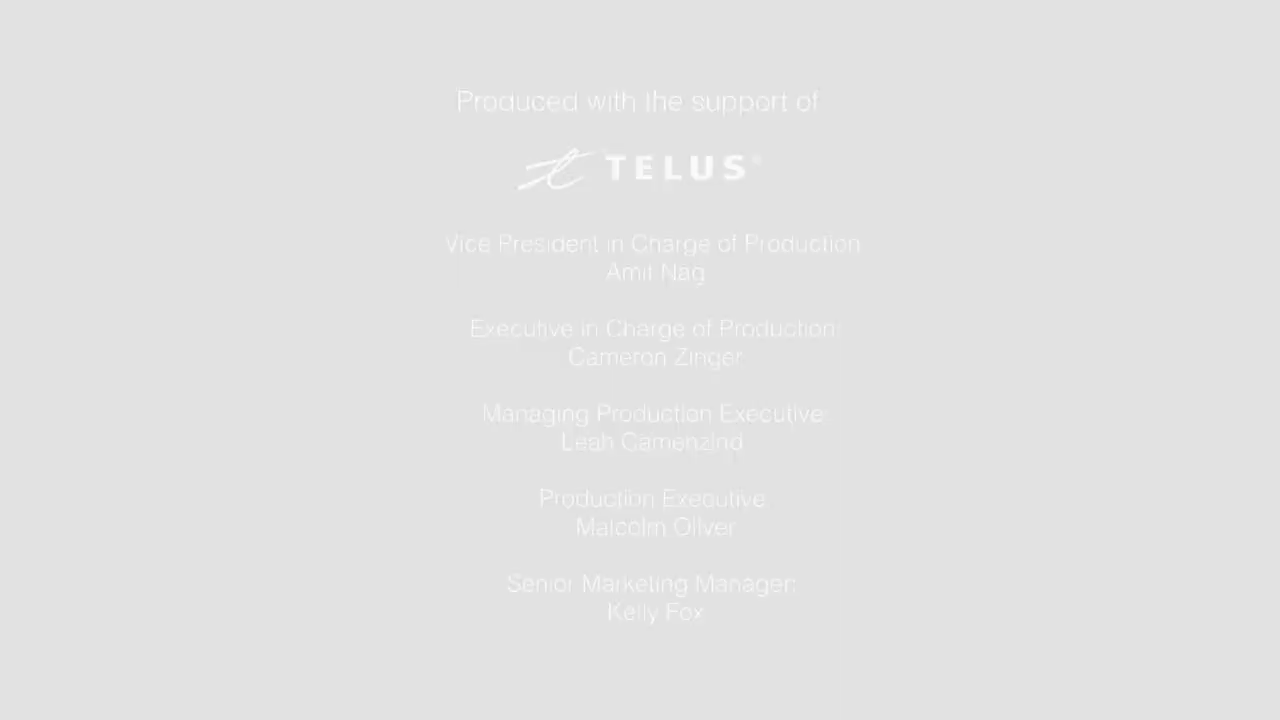 Produced with the support of
TELUS®
Vice President in Charge of Production
Amit Nag
Executive in Charge of Production:
Cameron Zinger
Managing Production Executive:
Leah Camenzind
Production Executive:
Malcolm Oliver
Senior Marketing Manager:
Kelly Fox